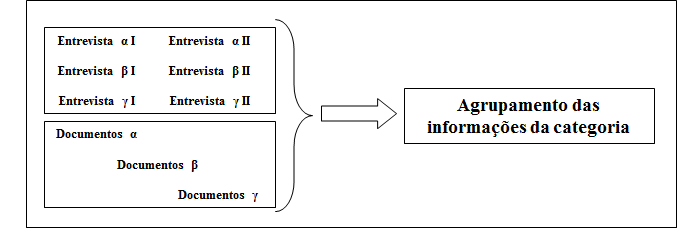 Entrevista α I Entrevista α II
Entrevista β I Entrevista β II
Entrevista γ I Entrevista γ II
Documentos α
Documentos β
Documentos γ
Agrupamento das
informações da categoria